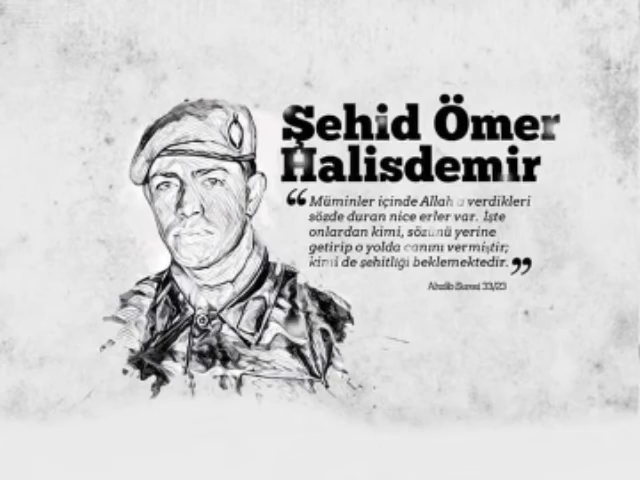 Şehid Ömer
Halisdemir
“ Müminler içinde Allah a verdikleri
sözde duran nice erler var. İşte
onlardan kimi, sözünü yerine
getirip o yolda canını vermiştir;
kimi de şehitliği beklemektedir. ”
Ahzâb Suresi 33/23